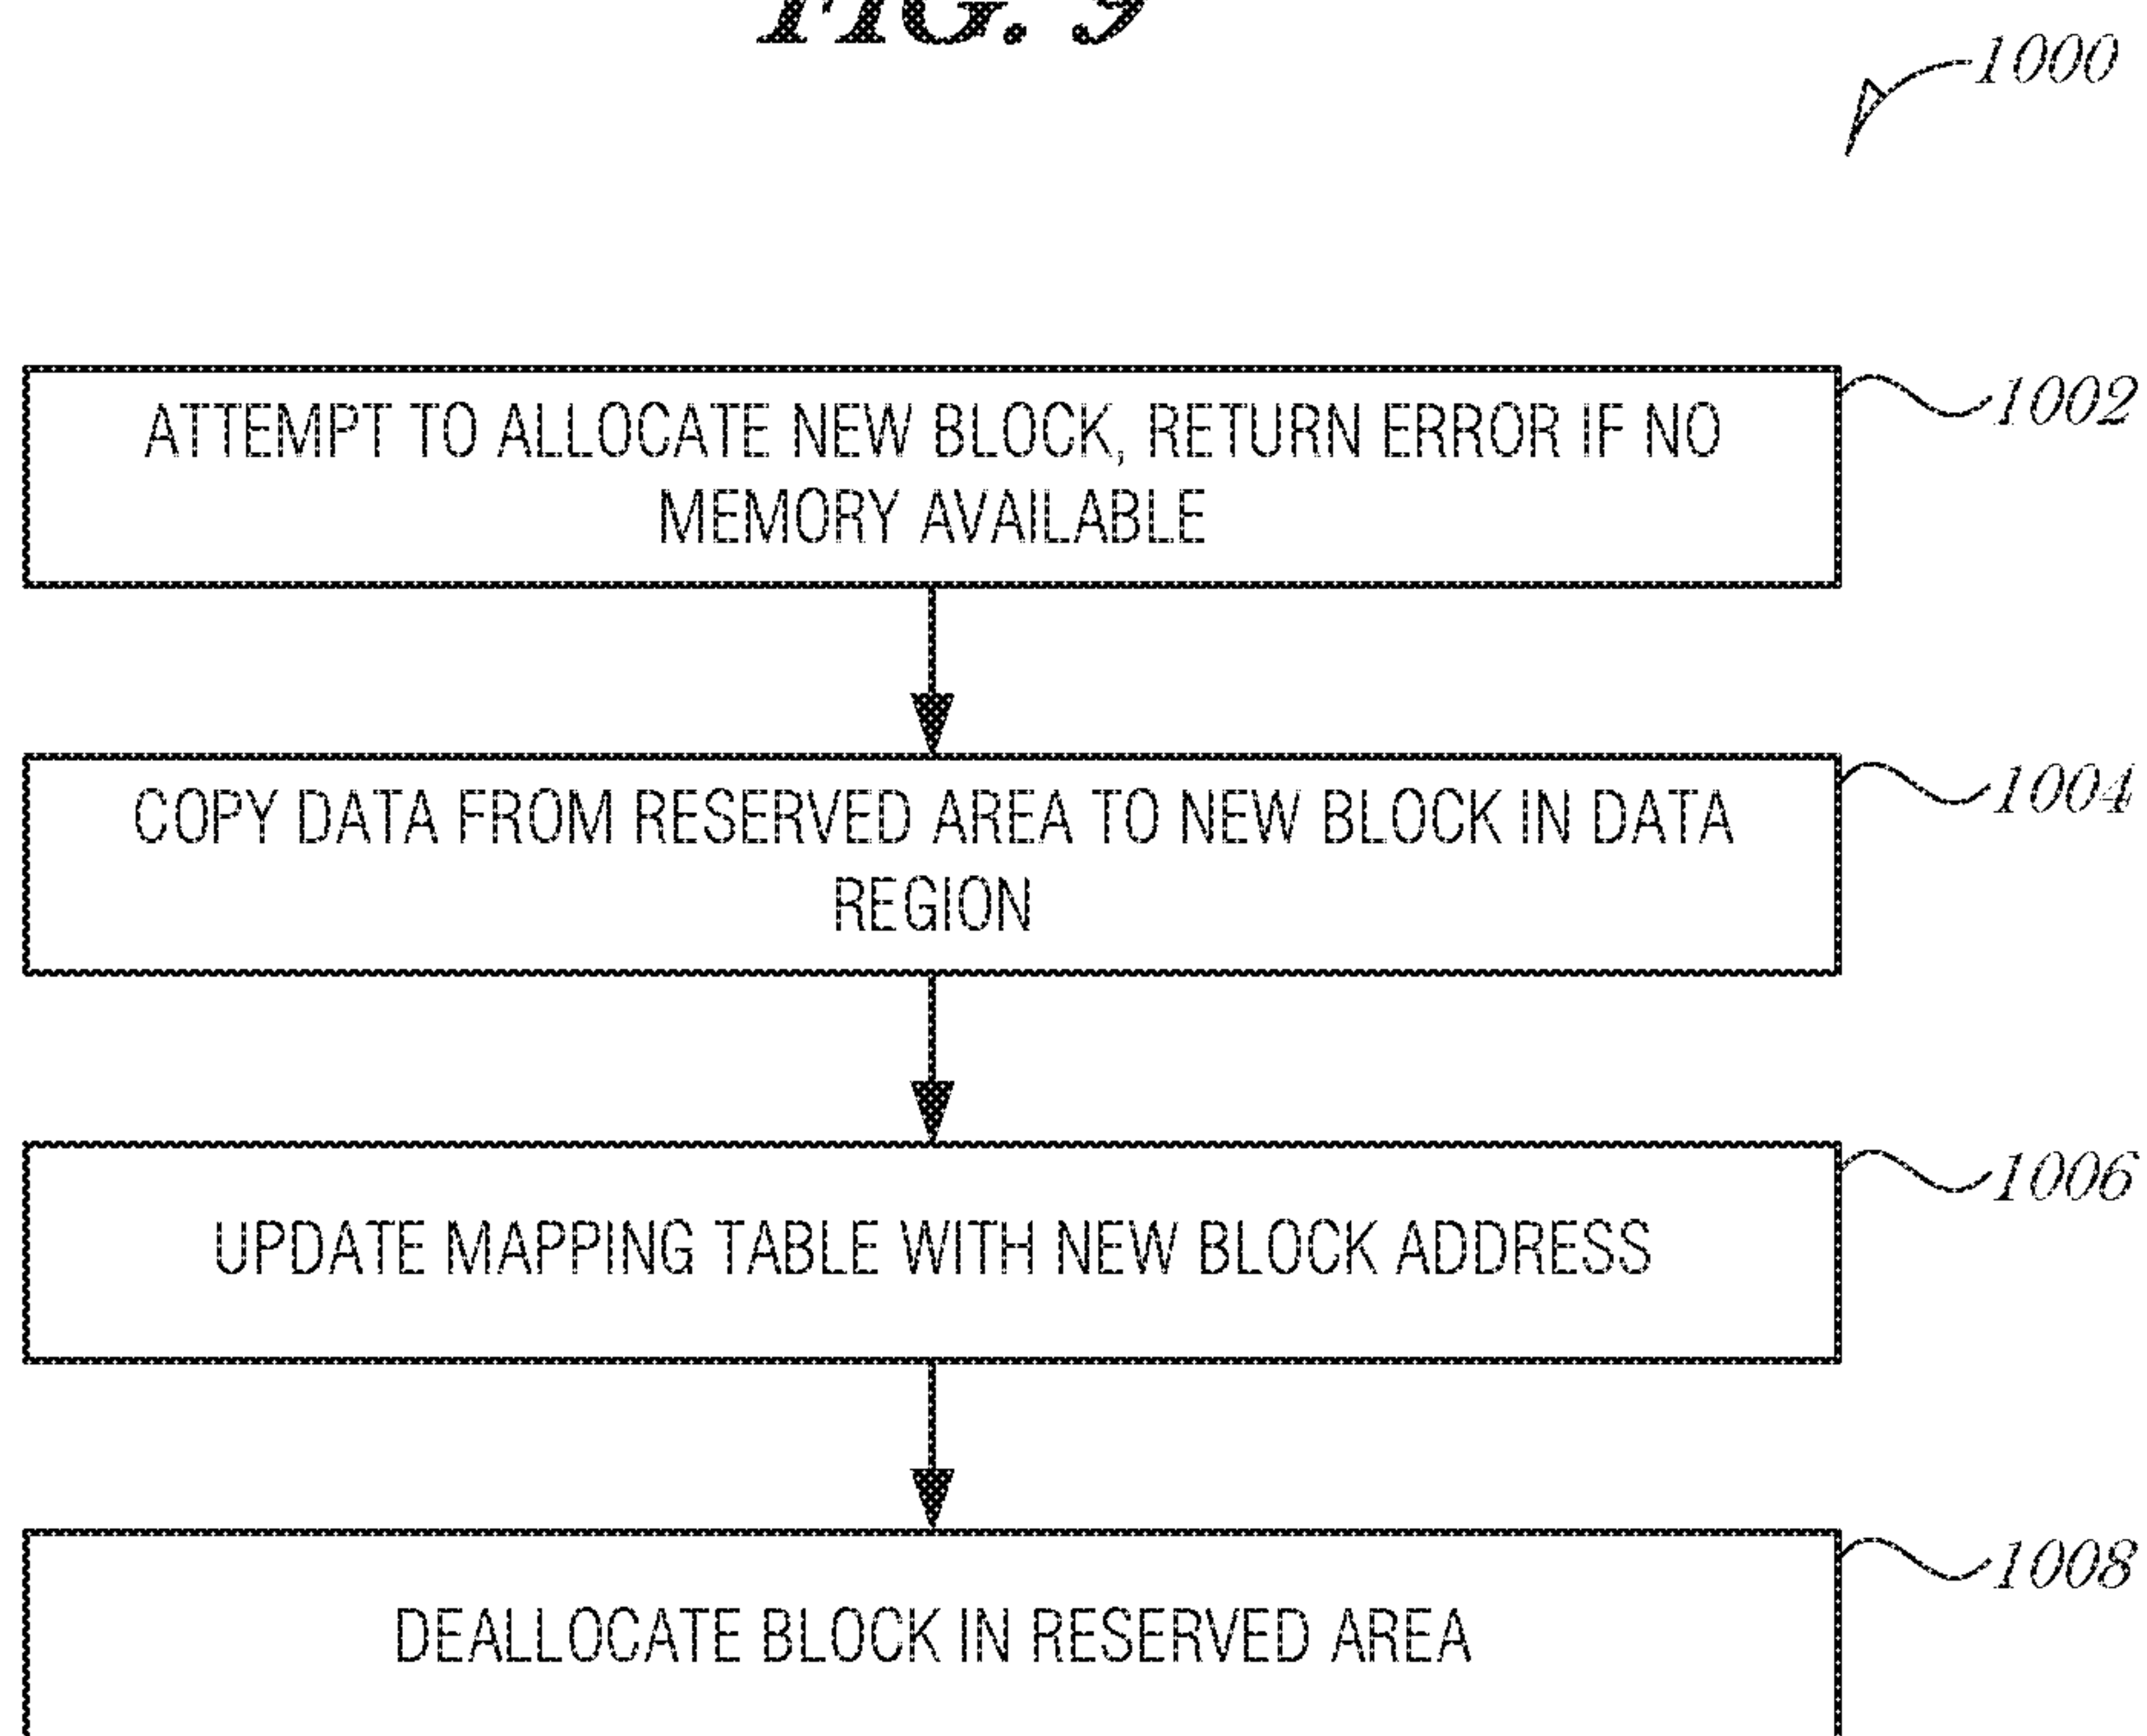 FIG. 9
1000
ATTEMPT TO ALLOCATE NEW BLOCK, RETURN ERROR IF NO
MEMORY AVAILABLE
1002
COPY DATA FROM RESERVED AREA TO NEW BLOCK IN DATA
REGION
1004
UPDATE MAPPING TABLE WITH NEW BLOCK ADDRESS
1006
DEALLOCATE BLOCK IN RESERVED AREA
1008